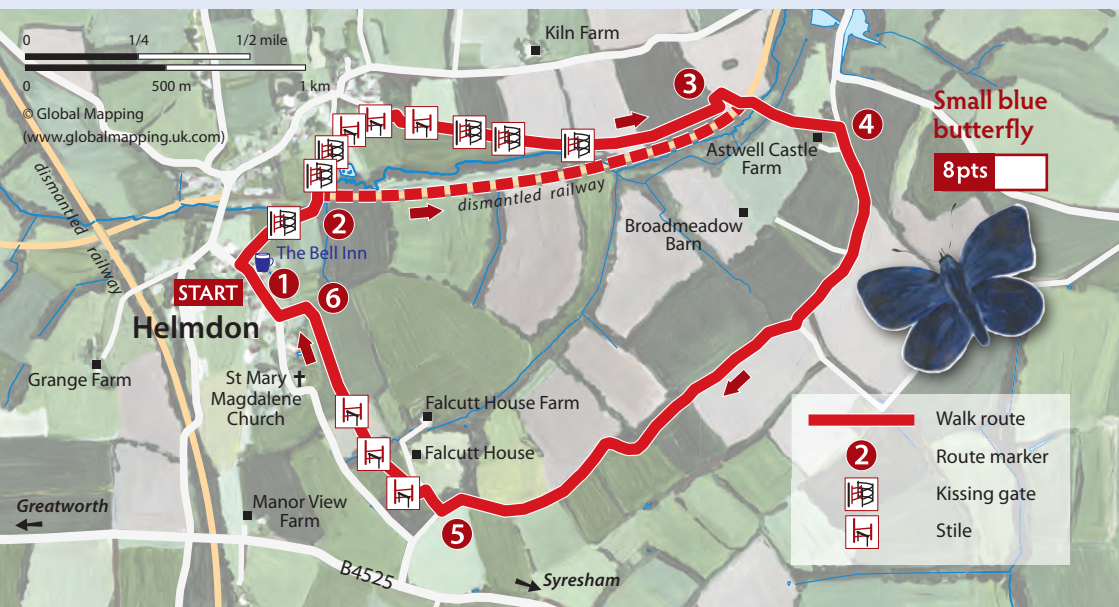 0 1/4 1/2 mile
0 500 m 1 km
© Global Mapping
(www.globalmapping.uk.com)
Kiln Farm
3
4
Small blue
butterfly
8pts
Astwell Castle
Farm
dismantled railway
dismantled railway
2
Broadmeadow
Barn
The Bell Inn
START
1
6
Helmdon
Grange Farm
St Mary
Magdalene
Church
Falcutt House Farm
Falcutt House
Manor View
Farm
Greatworth
5
B4525
Syresham
Walk route
2 Route marker
Kissing gate
Stile